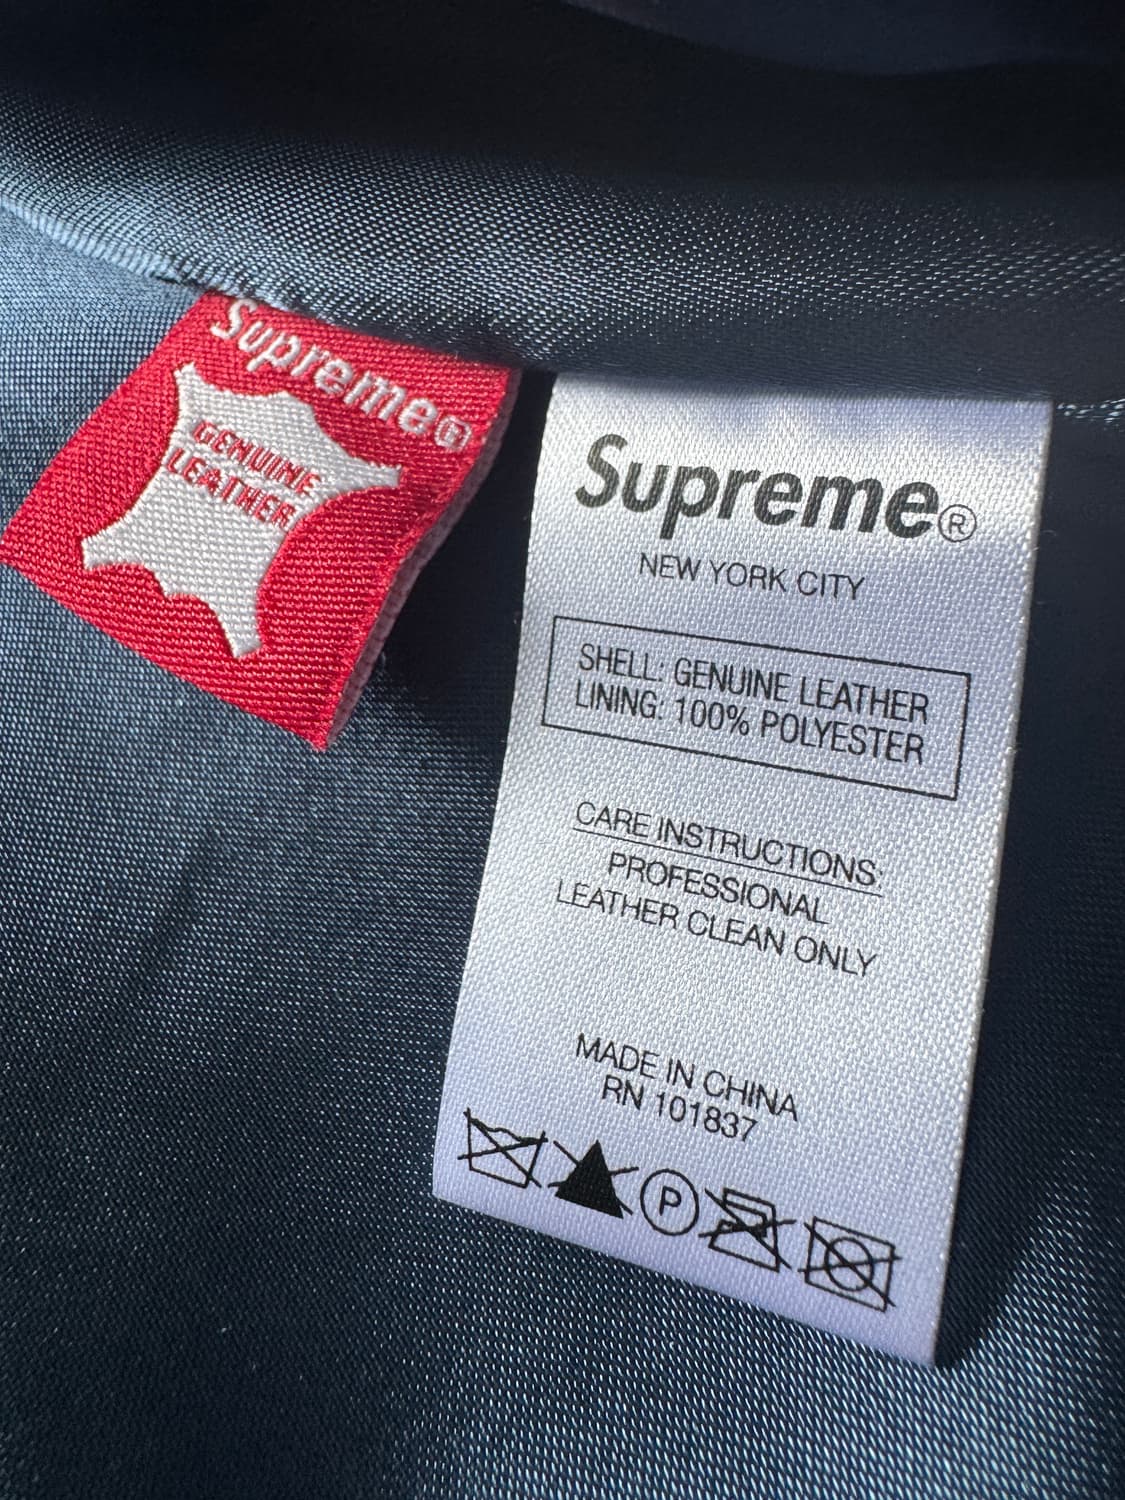 Supreme®
GENUINE
LEATHER
Supreme®
NEW YORK CITY
SHELL: GENUINE LEATHER
LINING: 100% POLYESTER
CARE INSTRUCTIONS:
PROFESSIONAL
LEATHER CLEAN ONLY
MADE IN CHINA
RN 101837
P